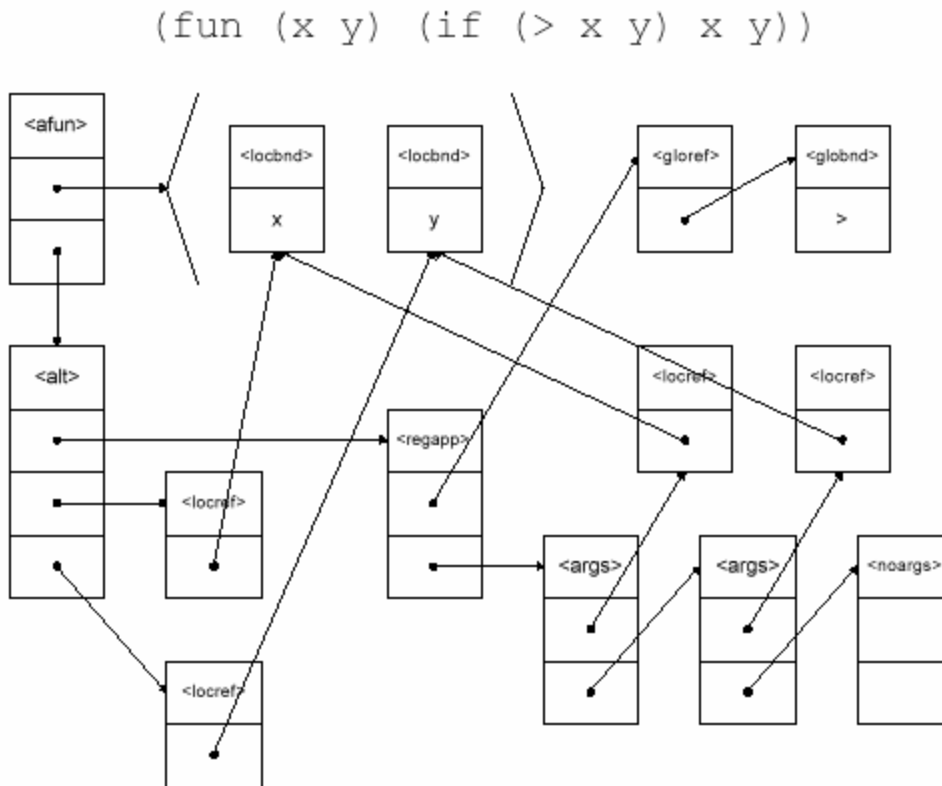 (fun (x y) (if (> x y) x y))
<afun>
<locbnd> <locbnd> <gloref> <globnd>
x y >
<alt> <locref> <locref>
<regapp>
<locref>
<args> <args> <noargs>
<locref>